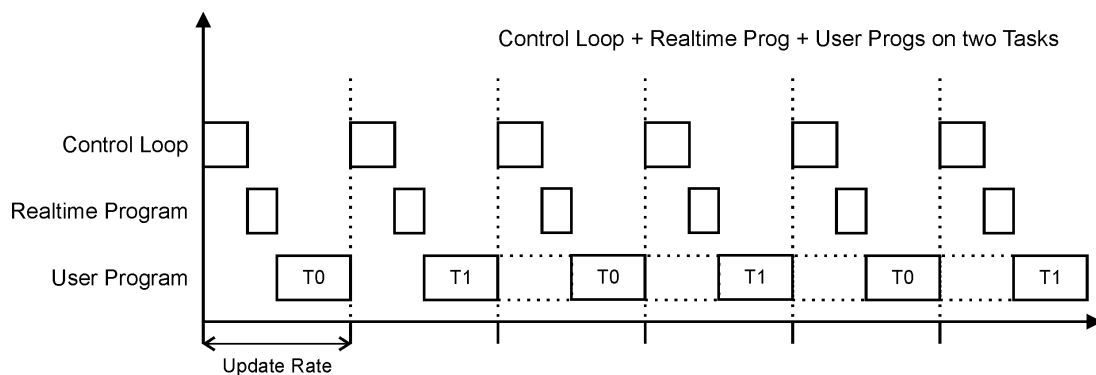 Control Loop + Realtime Prog + User Progs on two Tasks
Control Loop
Realtime Program
User Program
T0
T1
T0
T1
T0
T1
Update Rate